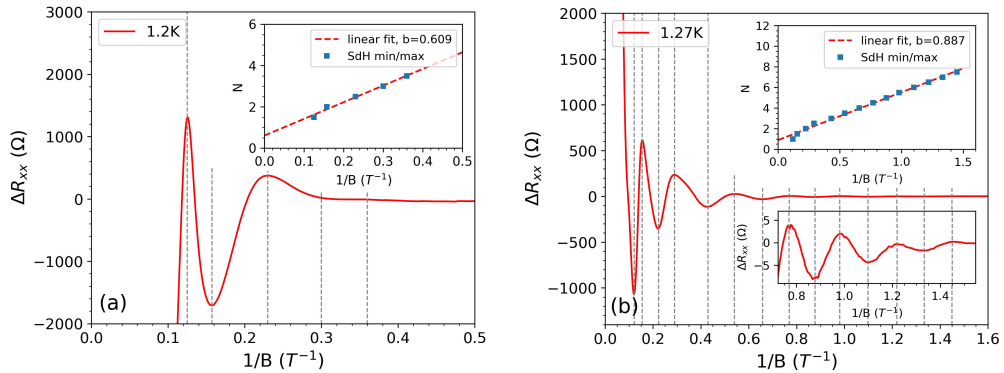 1.2K
linear fit, b=0.609
SdH min/max
N
6
4
2
0
0.0 0.1 0.2 0.3 0.4 0.5
1/B (T⁻¹)
ΔRxx (Ω)
3000
2000
1000
0
−1000
−2000
(a)
0.0 0.1 0.2 0.3 0.4 0.5
1/B (T⁻¹)
1.27K
linear fit, b=0.887
SdH min/max
N
12
10
8
6
4
2
0
0.0 0.3 0.6 0.9 1.2 1.5
1/B (T⁻¹)
ΔRxx (Ω)
5
0
−5
0.8 1.0 1.2 1.4
1/B (T⁻¹)
ΔRxx (Ω)
2000
1500
1000
500
0
−500
−1000
(b)
0.0 0.2 0.4 0.6 0.8 1.0 1.2 1.4 1.6
1/B (T⁻¹)